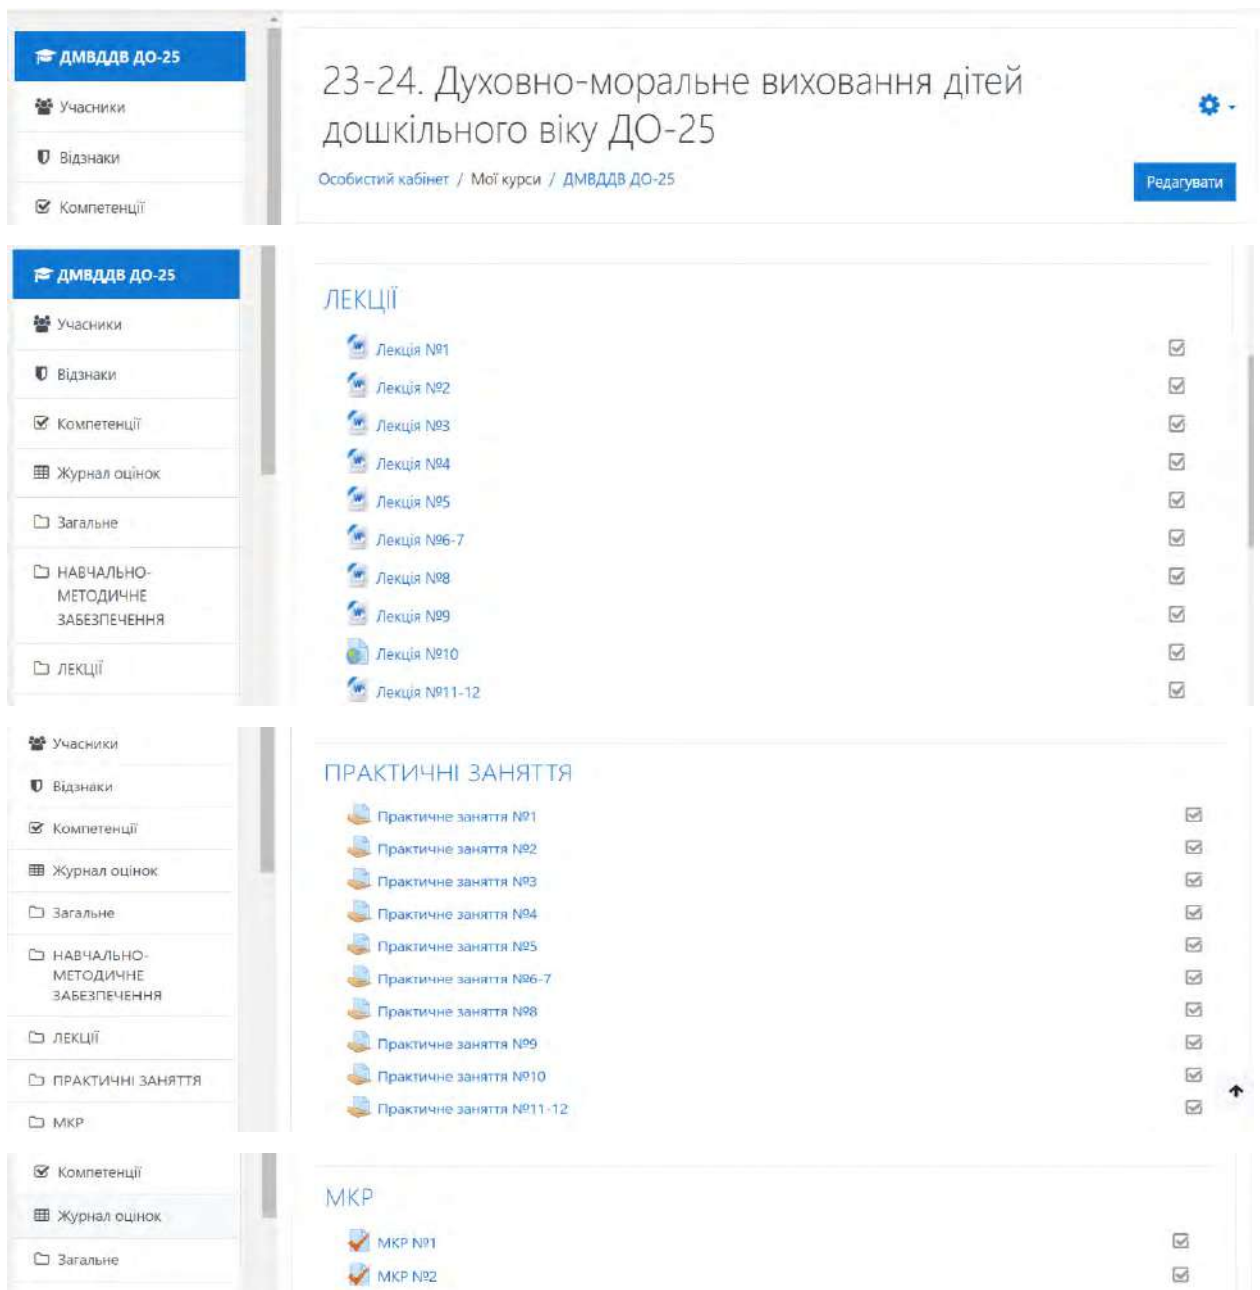 ДМВДДВ ДО-25
Учасники
Відзнаки
Компетенції
23-24. Духовно-моральне виховання дітей
дошкільного віку ДО-25
Особистий кабінет / Мої курси / ДМВДДВ ДО-25
Редагувати
ДМВДДВ ДО-25
Учасники
Відзнаки
Компетенції
Журнал оцінок
Загальне
НАВЧАЛЬНО-
МЕТОДИЧНЕ
ЗАБЕЗПЕЧЕННЯ
ЛЕКЦІЇ
ЛЕКЦІЇ
Лекція №1
Лекція №2
Лекція №3
Лекція №4
Лекція №5
Лекція №6-7
Лекція №8
Лекція №9
Лекція №10
Лекція №11-12
Учасники
Відзнаки
Компетенції
Журнал оцінок
Загальне
НАВЧАЛЬНО-
МЕТОДИЧНЕ
ЗАБЕЗПЕЧЕННЯ
ЛЕКЦІЇ
ПРАКТИЧНІ ЗАНЯТТЯ
МКР
ПРАКТИЧНІ ЗАНЯТТЯ
Практичне заняття №1
Практичне заняття №2
Практичне заняття №3
Практичне заняття №4
Практичне заняття №5
Практичне заняття №6-7
Практичне заняття №8
Практичне заняття №9
Практичне заняття №10
Практичне заняття №11-12
Компетенції
Журнал оцінок
Загальне
МКР
МКР №1
МКР №2